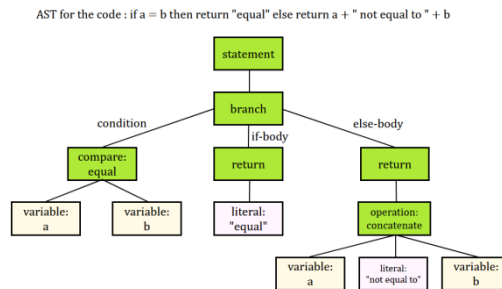 AST for the code : if a = b then return "equal" else return a + " not equal to " + b
statement
branch
condition
if-body
else-body
compare:
equal
return
return
variable:
a
variable:
b
literal:
"equal"
operation:
concatenate
variable:
a
literal:
"not equal to"
variable:
b